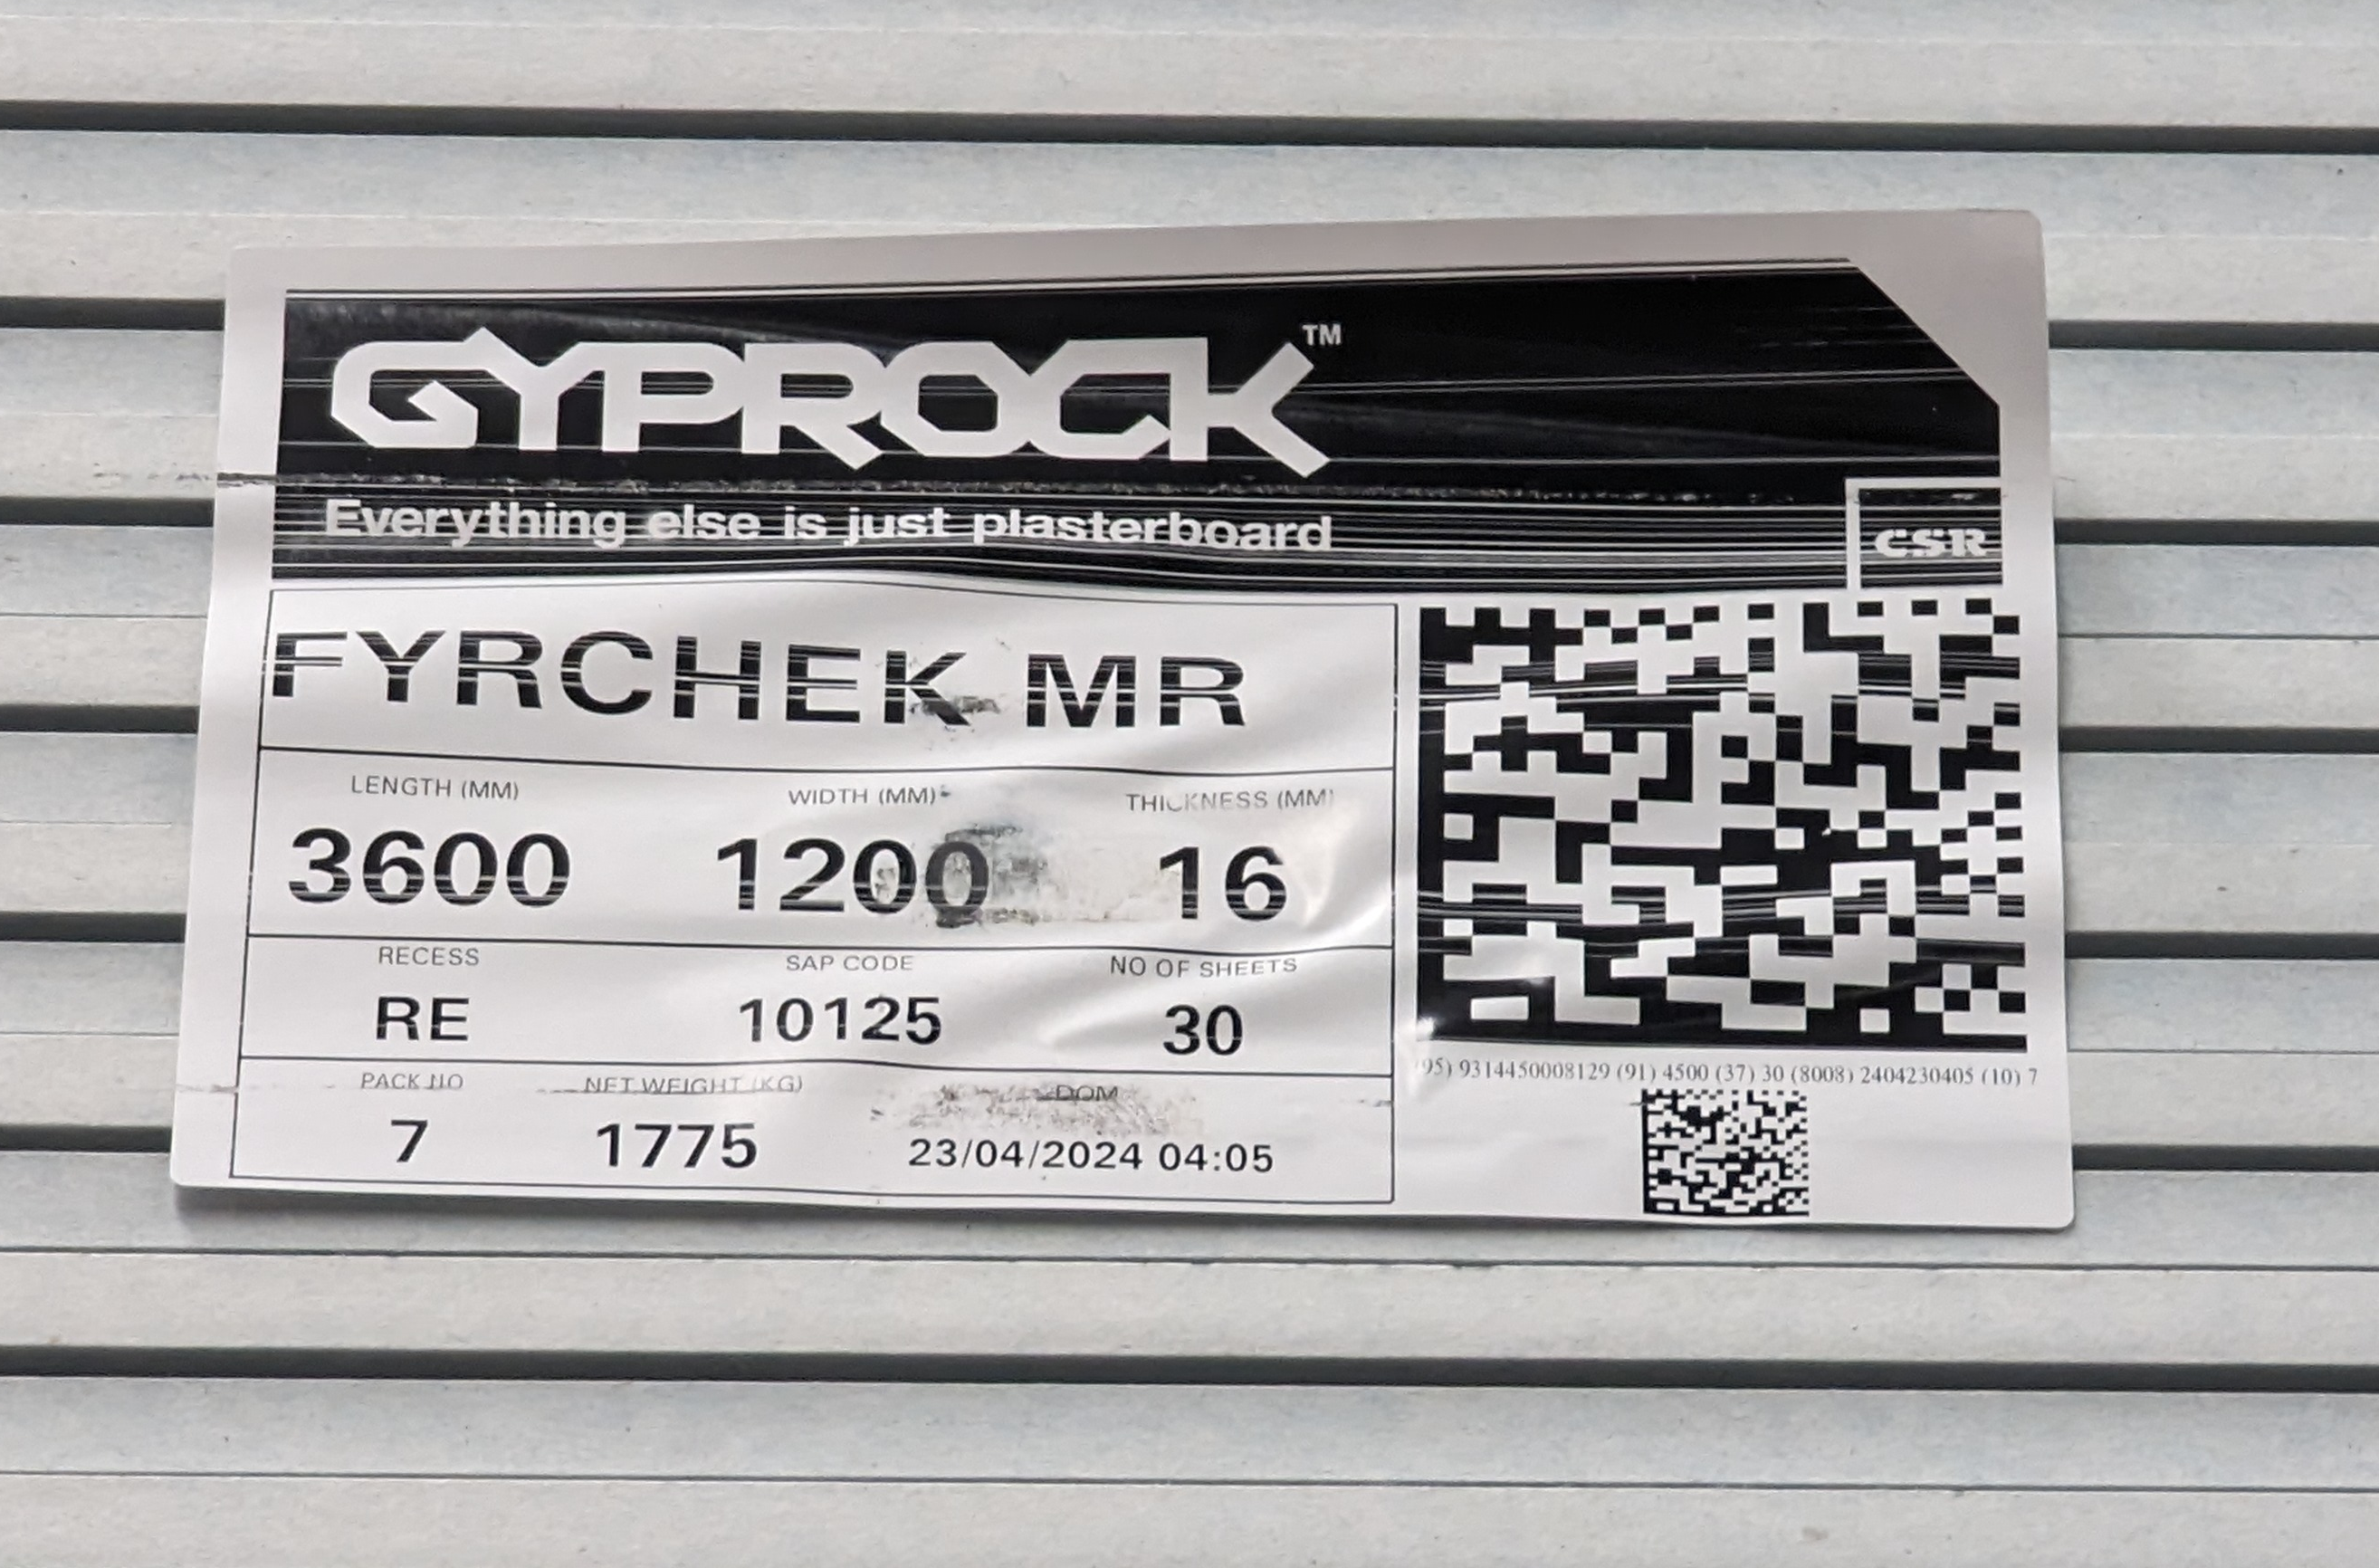 GYPROCK™
Everything else is just plasterboard
CSR
FYRCHEK MR
LENGTH (MM) WIDTH (MM) THICKNESS (MM)
3600 1200 16
RECESS SAP CODE NO OF SHEETS
RE 10125 30
PACK NO NET WEIGHT (KG) DOM
7 1775 23/04/2024 04:05
95) 9314450008129 (91) 4500 (37) 30 (8008) 2404230405 (10) 7